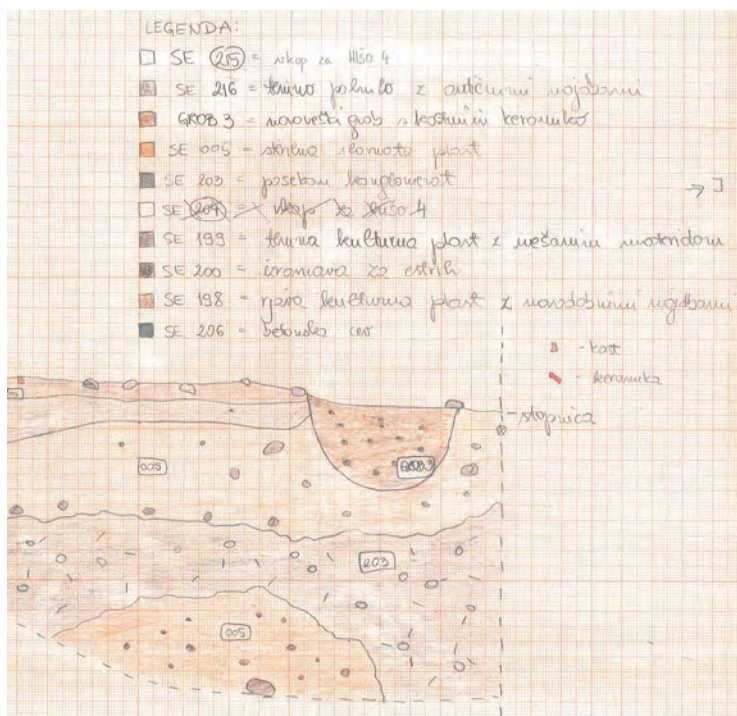 LEGENDA:
SE 215 = vkop za Hišo 4
SE 216 = temno polnilo z antičnimi najdbami
GROB 3 = novoveški grob s kostmi in keramiko
SE 005 = sterilna plast
SE 203 = konglomerat
SE 204 = vkop za hišo 4
SE 199 = temna kulturna plast z mešanim materialom
SE 200 = izravnava za estrih
SE 198 = rjava kulturna plast z novodobnimi najdbami
SE 206 = betonska cev
- kost
- keramika
- stopnica
005
GROB 3
203
005